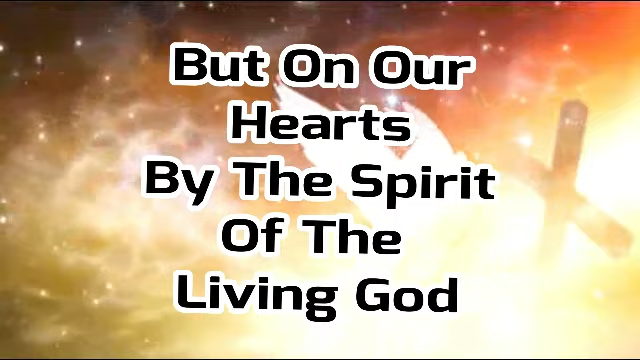 But On Our
Hearts
By The Spirit
Of The
Living God